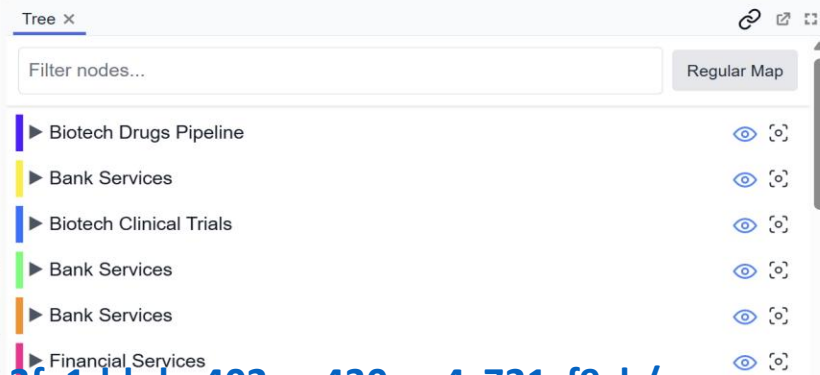 Tree ×
Filter nodes...
Regular Map
Biotech Drugs Pipeline
Bank Services
Biotech Clinical Trials
Bank Services
Bank Services
Financial Services